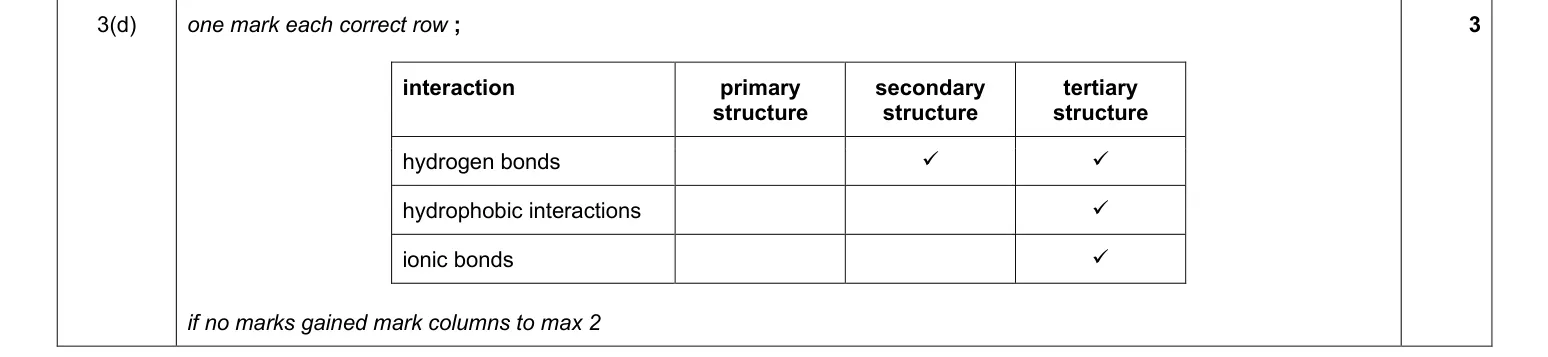 3(d) one mark each correct row ; 3
interaction primary structure secondary structure tertiary structure
hydrogen bonds ✓ ✓
hydrophobic interactions ✓
ionic bonds ✓
if no marks gained mark columns to max 2